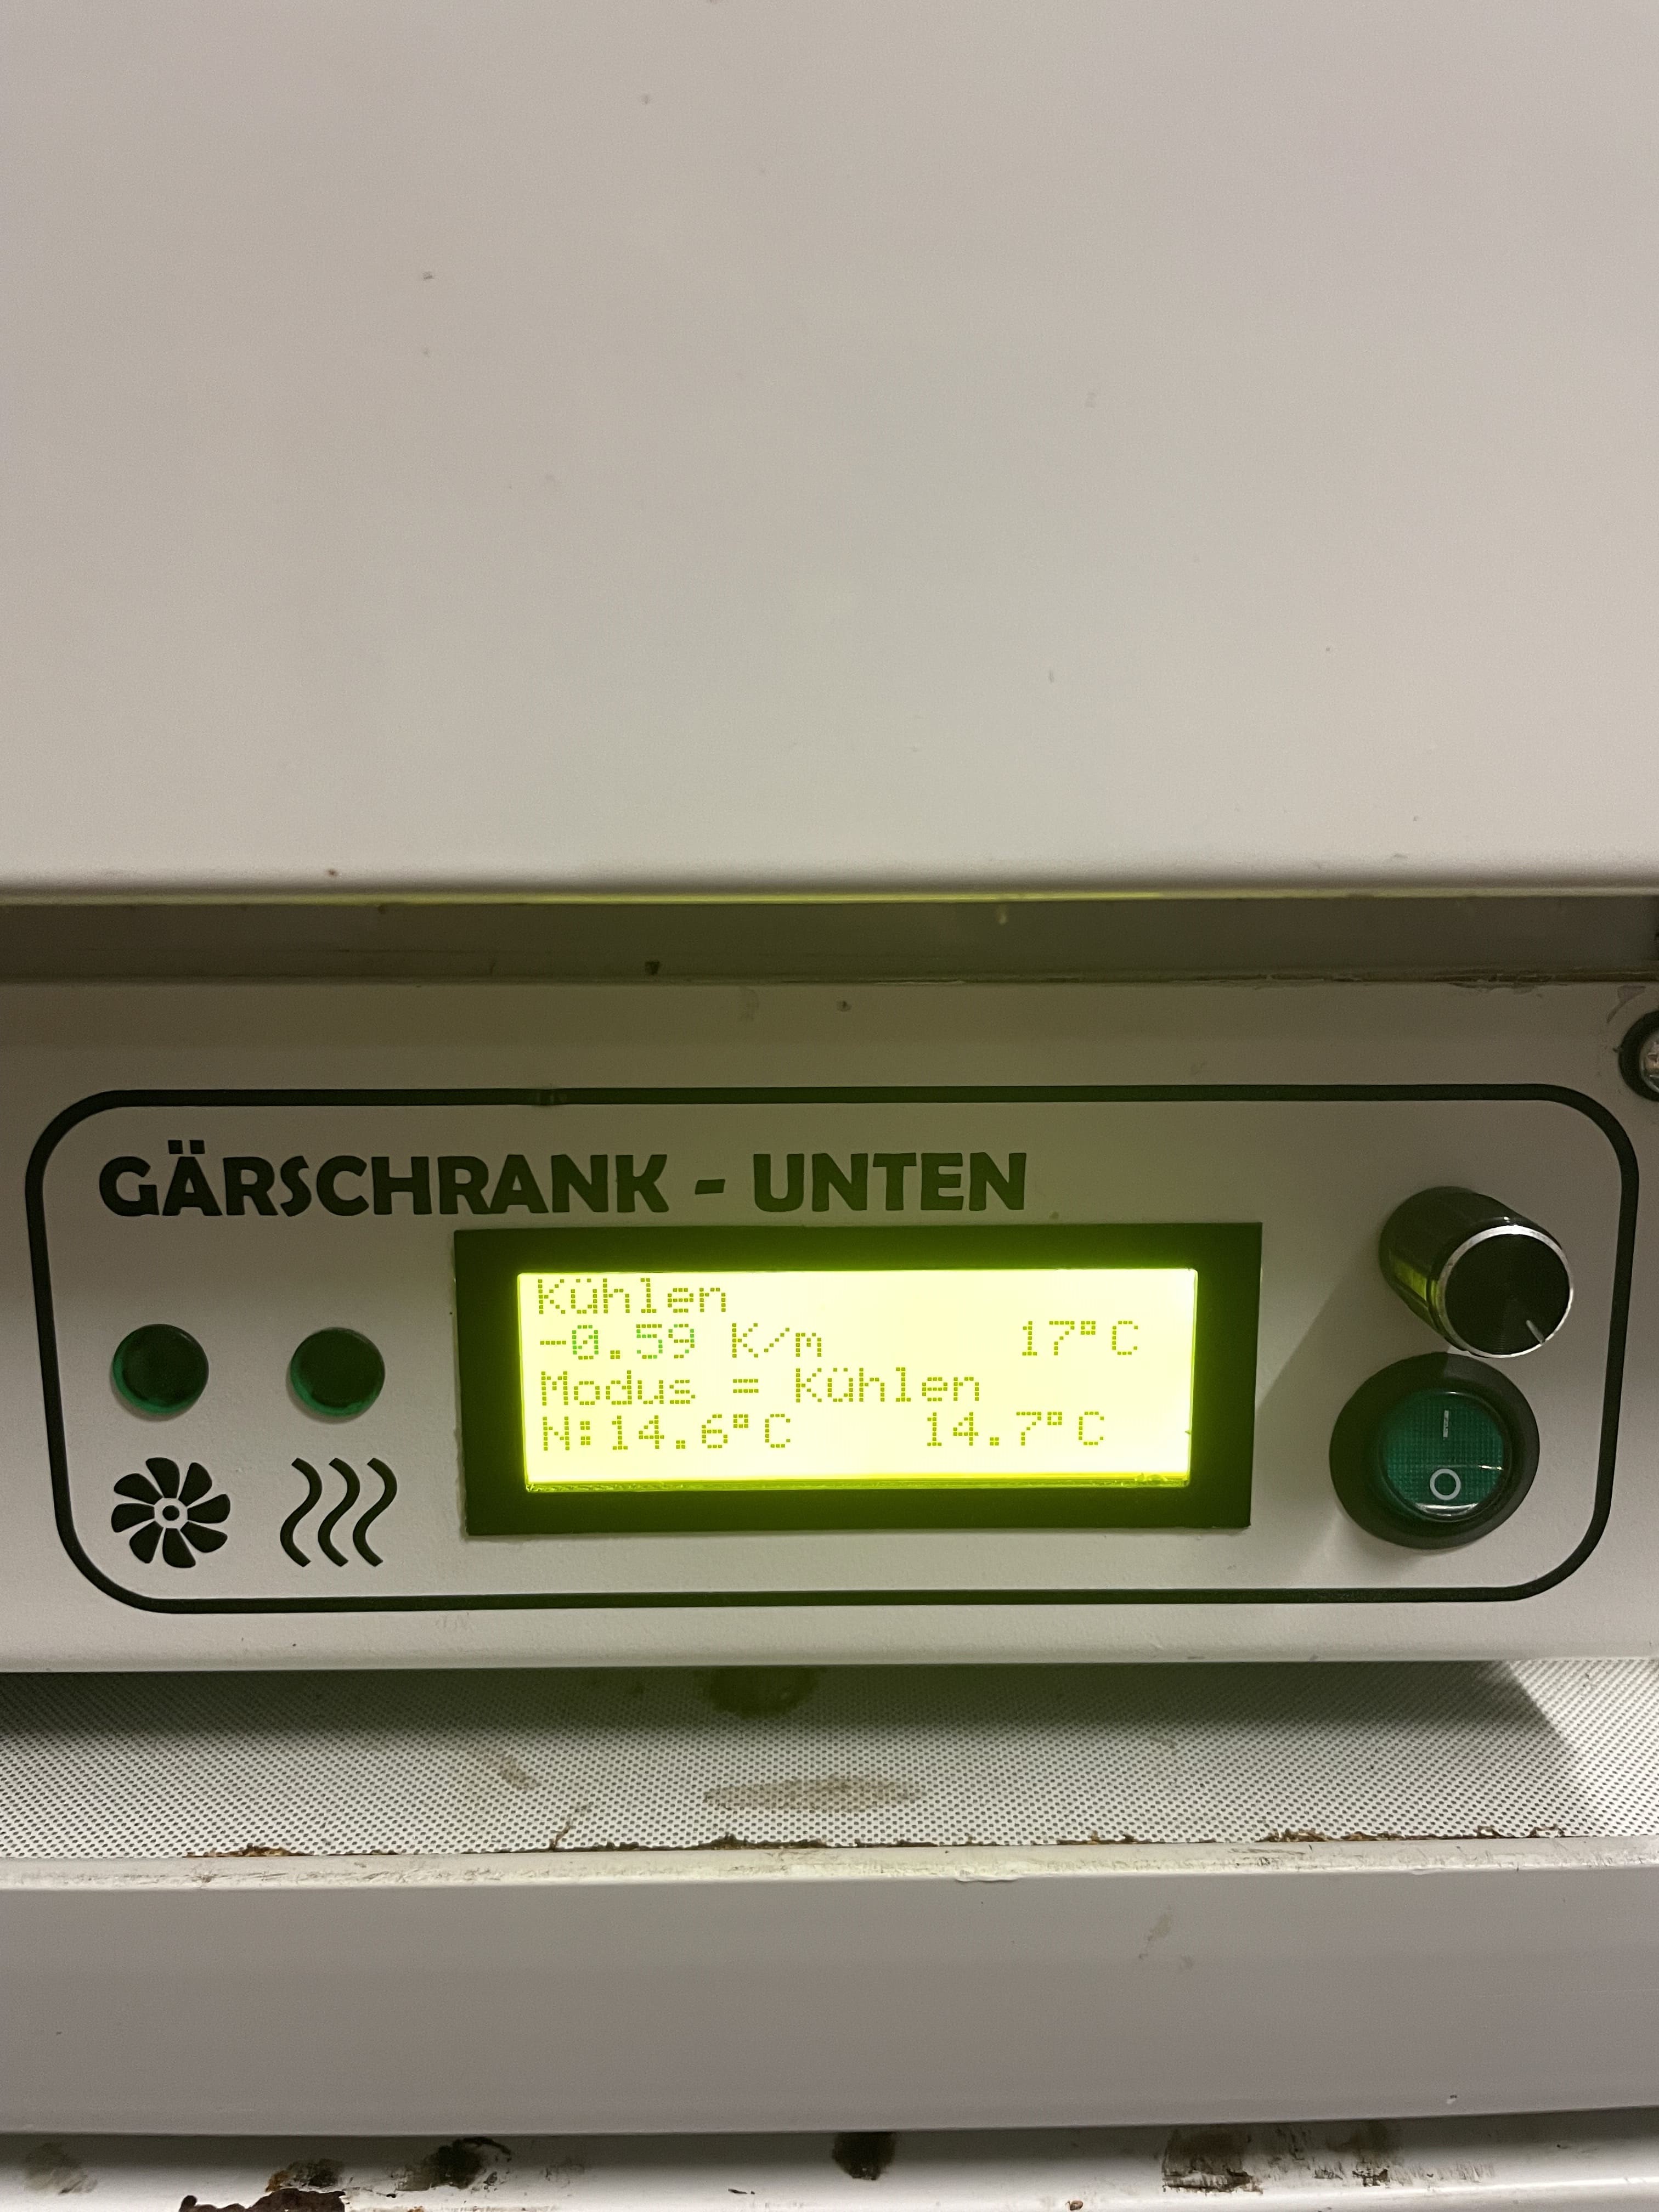 GÄRSCHRANK - UNTEN
Kühlen
-0.59 K/m 17°C
Modus = Kühlen
N:14.6°C 14.7°C